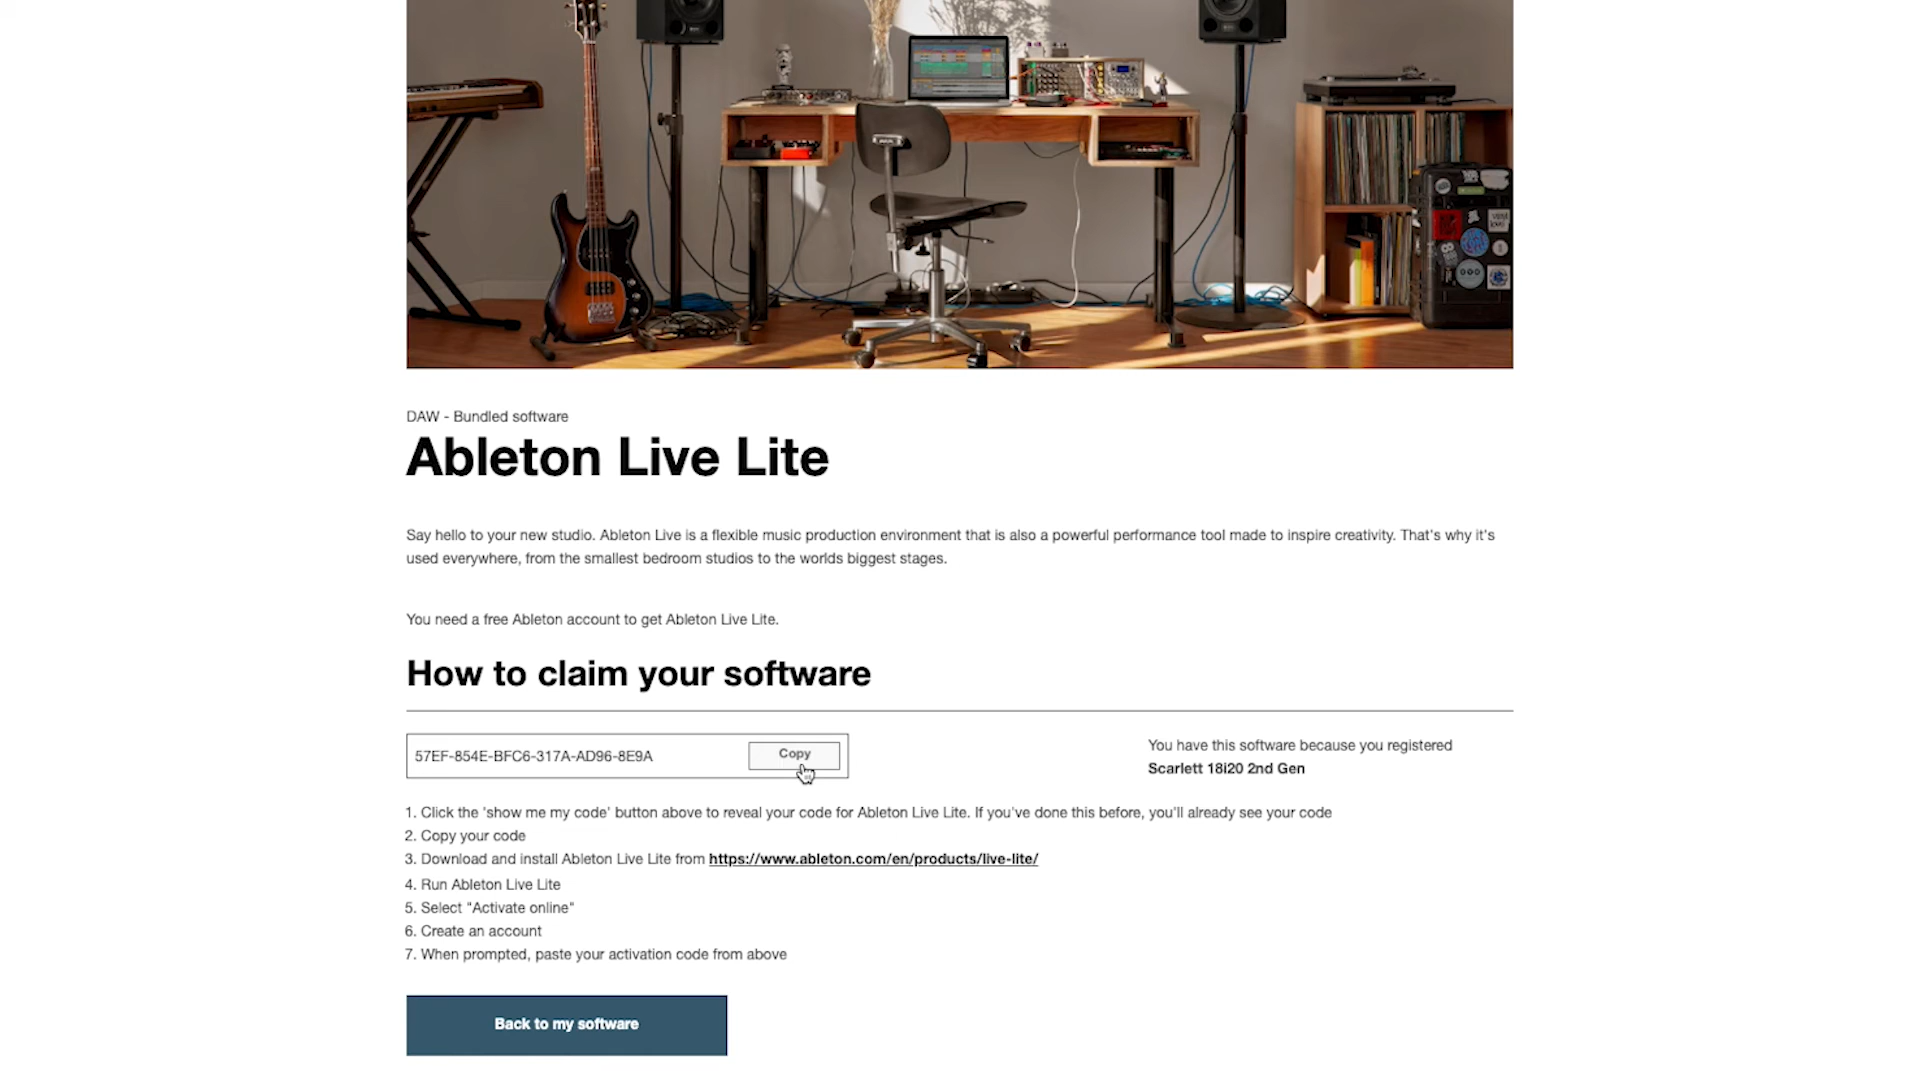 DAW - Bundled software
Ableton Live Lite
Say hello to your new studio. Ableton Live is a flexible music production environment that is also a powerful performance tool made to inspire creativity. That's why it's
used everywhere, from the smallest bedroom studios to the worlds biggest stages.
You need a free Ableton account to get Ableton Live Lite.
How to claim your software
57EF-854E-BFC6-317A-AD96-8E9A
Copy
You have this software because you registered
Scarlett 18i20 2nd Gen
1. Click the 'show me my code' button above to reveal your code for Ableton Live Lite. If you've done this before, you'll already see your code
2. Copy your code
3. Download and install Ableton Live Lite from https://www.ableton.com/en/products/live-lite/
4. Run Ableton Live Lite
5. Select "Activate online"
6. Create an account
7. When prompted, paste your activation code from above
Back to my software